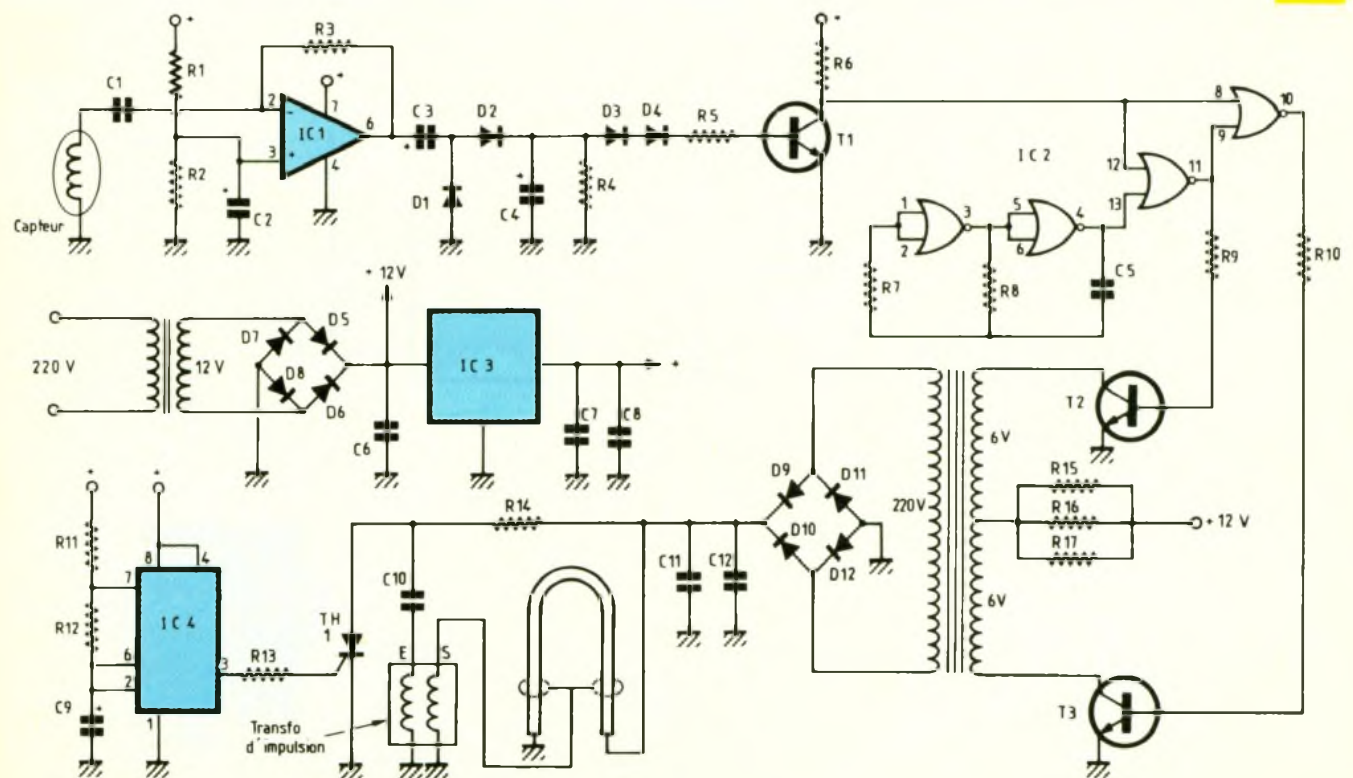 +
R1
R2
C1
Capteur
C2
+
2
-
3
+
IC1
+
7
4
6
R3
C3
+
D1
D2
C4
+
R4
D3
D4
R5
+
R6
T1
IC2
1
2
3
5
6
4
12
13
11
8
9
10
R7
R8
C5
R9
R10
220 V
12V
D7
D5
D8
D6
+ 12V
C6
IC 3
C7
C8
+
T2
6V
220V
R15
R16
R17
+ 12 V
6V
T3
D9
D11
D10
D12
C11
C12
R14
+
+
R11
R12
C9
+
8
4
7
6
2
1
3
IC4
R13
TH
1
C10
E
S
Transfo
d'impulsion